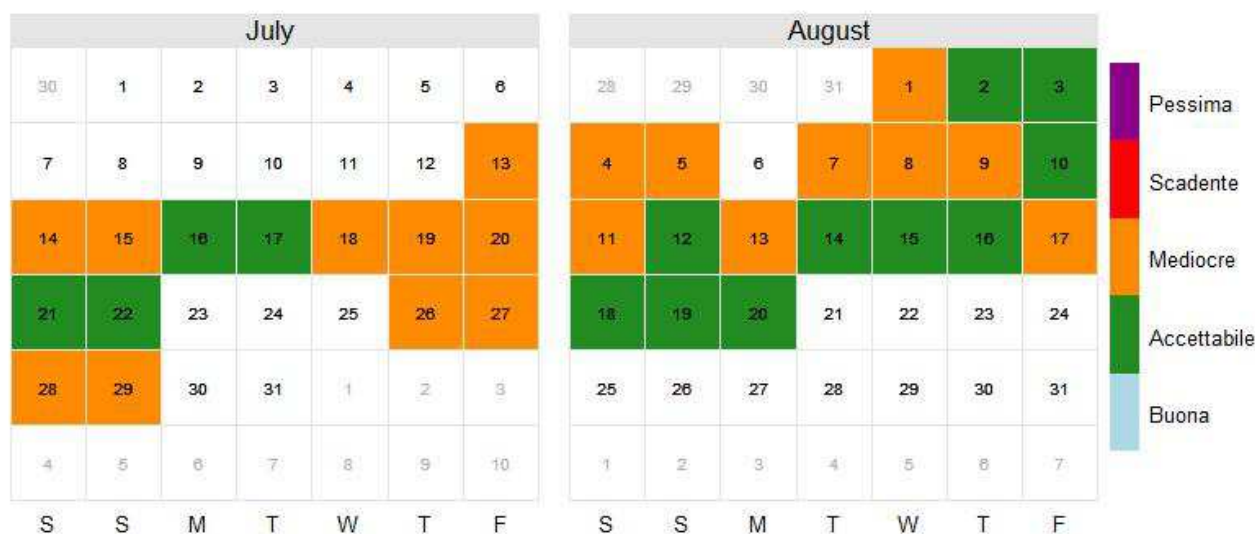 July
30 1 2 3 4 5 6
7 8 9 10 11 12 13
14 15 16 17 18 19 20
21 22 23 24 25 26 27
28 29 30 31 1 2 3
4 5 6 7 8 9 10
S S M T W T F
August
28 29 30 31 1 2 3
4 5 6 7 8 9 10
11 12 13 14 15 16 17
18 19 20 21 22 23 24
25 26 27 28 29 30 31
1 2 3 4 5 6 7
S S M T W T F
Pessima
Scadente
Mediocre
Accettabile
Buona